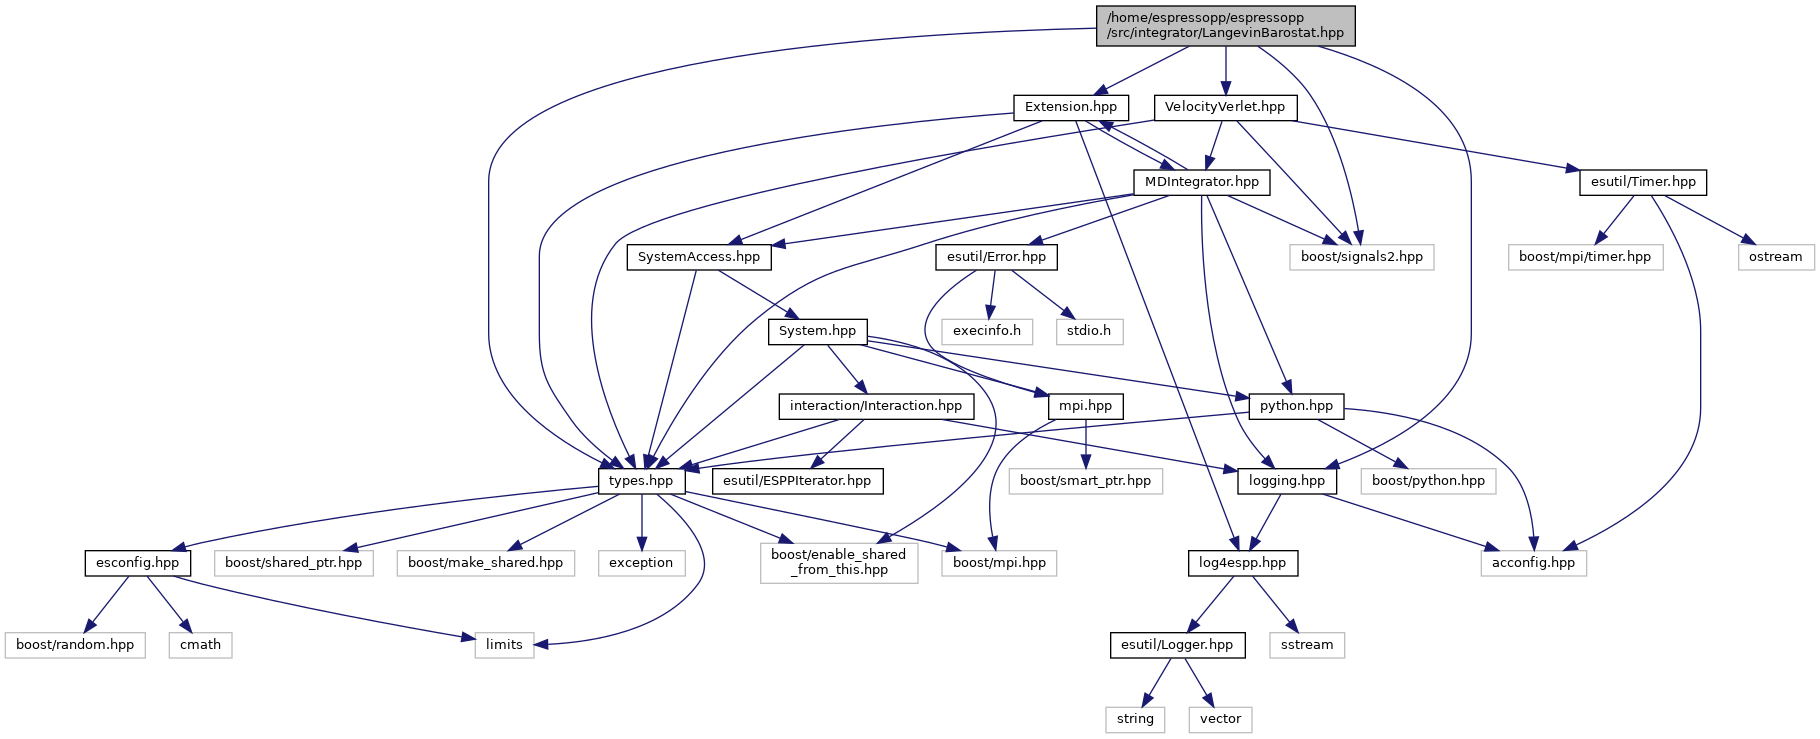 /home/espressopp/espressopp
/src/integrator/LangevinBarostat.hpp
Extension.hpp
VelocityVerlet.hpp
MDIntegrator.hpp
esutil/Timer.hpp
SystemAccess.hpp
esutil/Error.hpp
boost/signals2.hpp
boost/mpi/timer.hpp
ostream
System.hpp
execinfo.h
stdio.h
interaction/Interaction.hpp
mpi.hpp
python.hpp
types.hpp
esutil/ESPPIterator.hpp
boost/smart_ptr.hpp
logging.hpp
boost/python.hpp
esconfig.hpp
boost/shared_ptr.hpp
boost/make_shared.hpp
exception
boost/enable_shared
_from_this.hpp
boost/mpi.hpp
log4espp.hpp
acconfig.hpp
boost/random.hpp
cmath
limits
esutil/Logger.hpp
sstream
string
vector